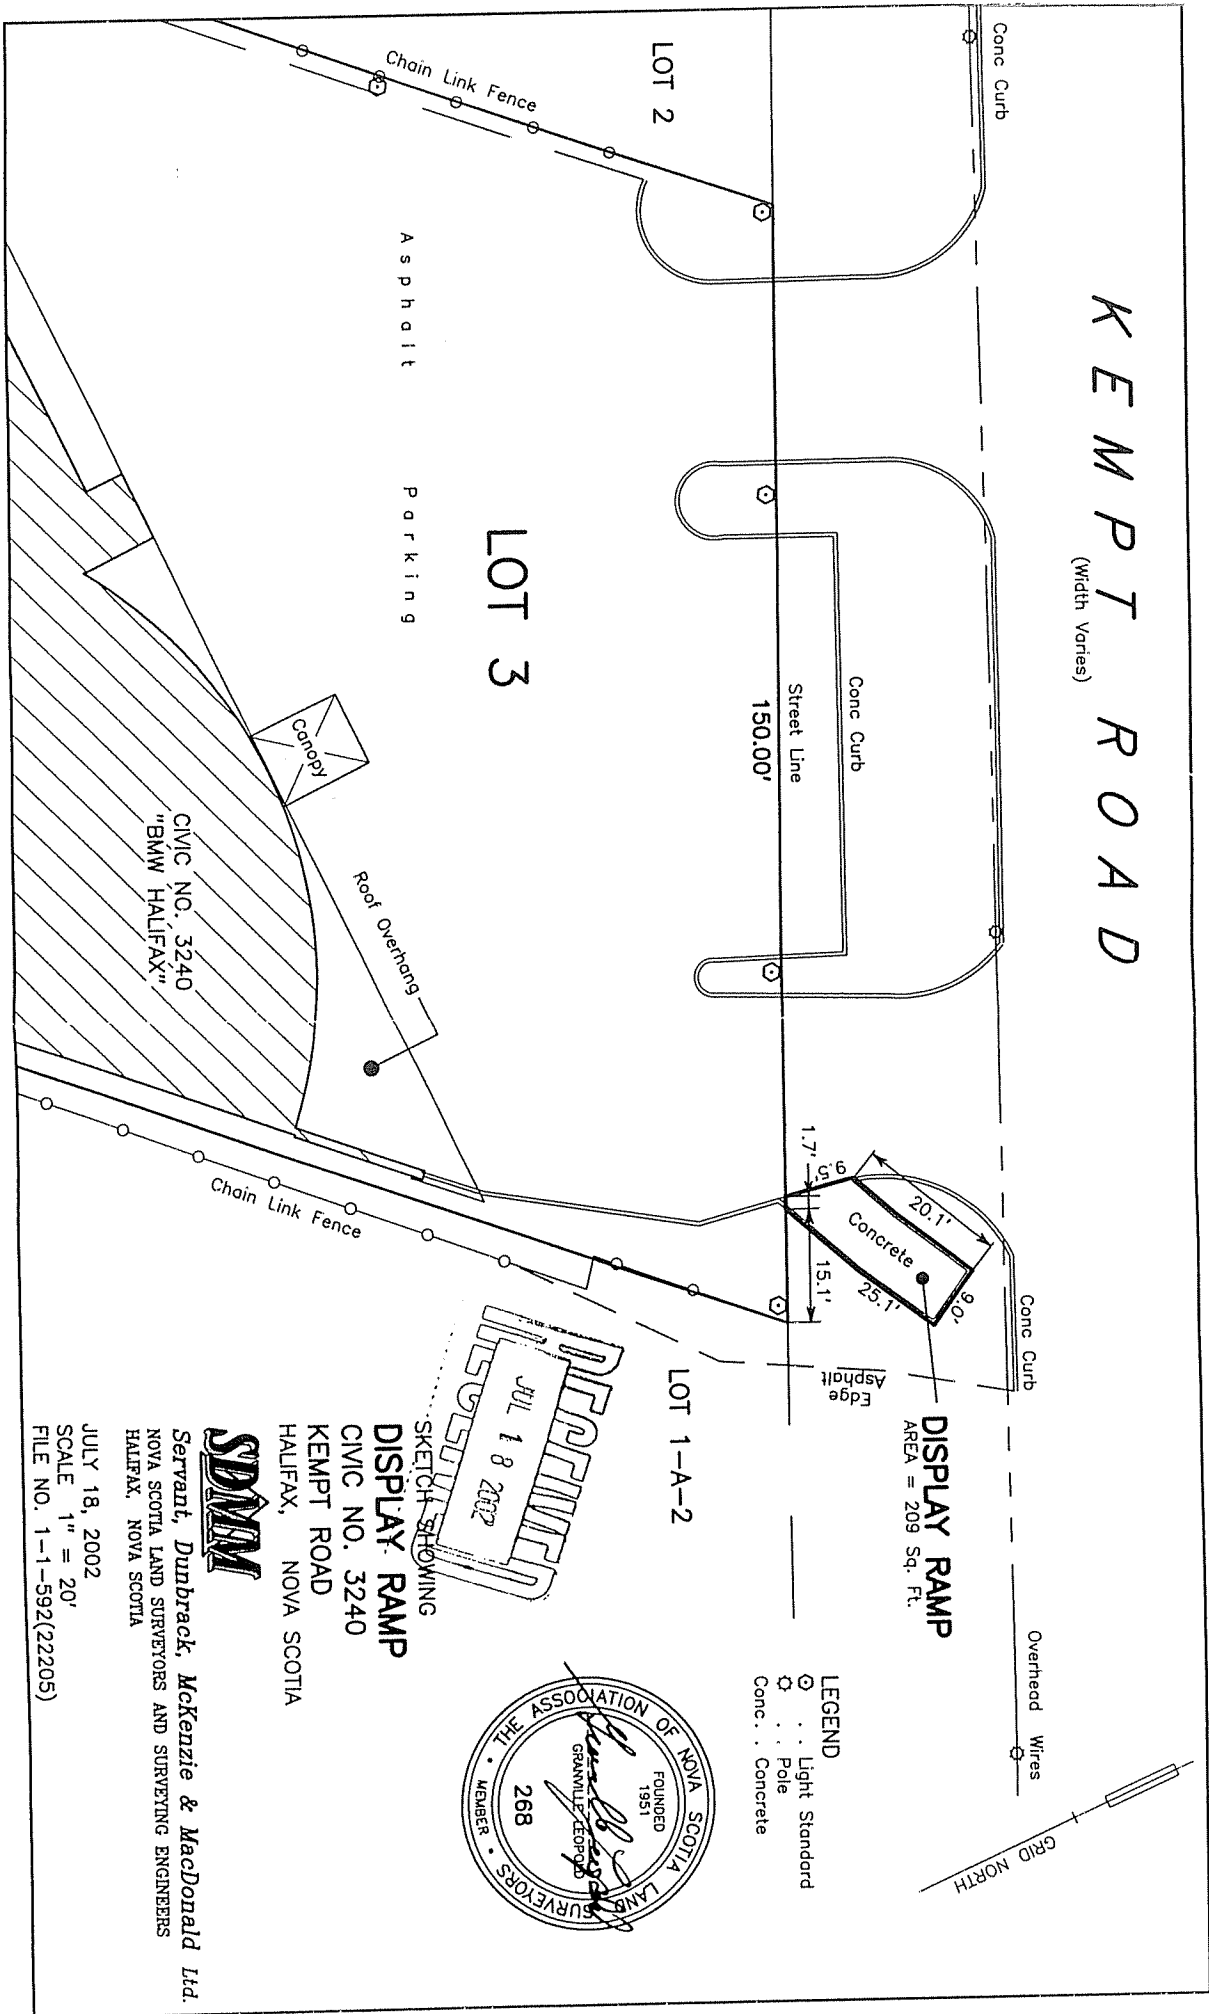 KEMPT ROAD
(Width Varies)
Conc Curb
LOT 2
Chain Link Fence
Asphalt Parking
LOT 3
Conc Curb
Street Line
150.00'
Canopy
Roof Overhang
CIVIC NO. 3240
"BMW HALIFAX"
Chain Link Fence
1.7'
9.5'
20.1'
Concrete
15.1'
25.1'
9.0'
Conc Curb
Edge
Asphalt
DISPLAY RAMP
AREA = 209 Sq. Ft.
Overhead Wires
GRID NORTH
LOT 1-A-2
LEGEND
. . Light Standard
. . Pole
Conc. . Concrete
RECEIVED
JUL 18 2002
SKETCH SHOWING
DISPLAY RAMP
CIVIC NO. 3240
KEMPT ROAD
HALIFAX, NOVA SCOTIA
THE ASSOCIATION OF NOVA SCOTIA LAND SURVEYORS
FOUNDED
1951
GRANVILLE LEOPOLD
268
MEMBER
SDMM
Servant, Dunbrack, McKenzie & MacDonald Ltd.
NOVA SCOTIA LAND SURVEYORS AND SURVEYING ENGINEERS
HALIFAX, NOVA SCOTIA
JULY 18, 2002
SCALE 1" = 20'
FILE NO. 1-1-592(22205)